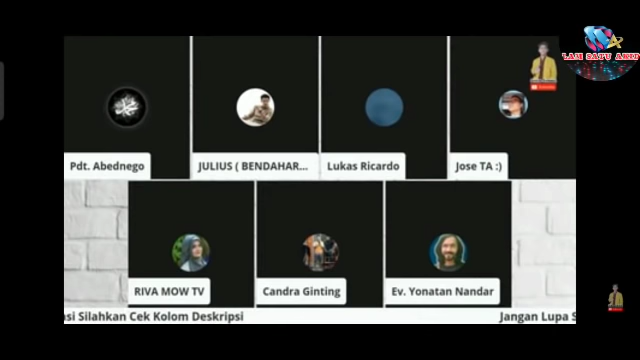 Pdt. Abednego
JULIUS ( BENDAHAR...
Lukas Ricardo
Jose TA :)
RIVA MOW TV
Candra Ginting
Ev. Yonatan Nandar
asi Silahkan Cek Kolom Deskripsi
Jangan Lupa S